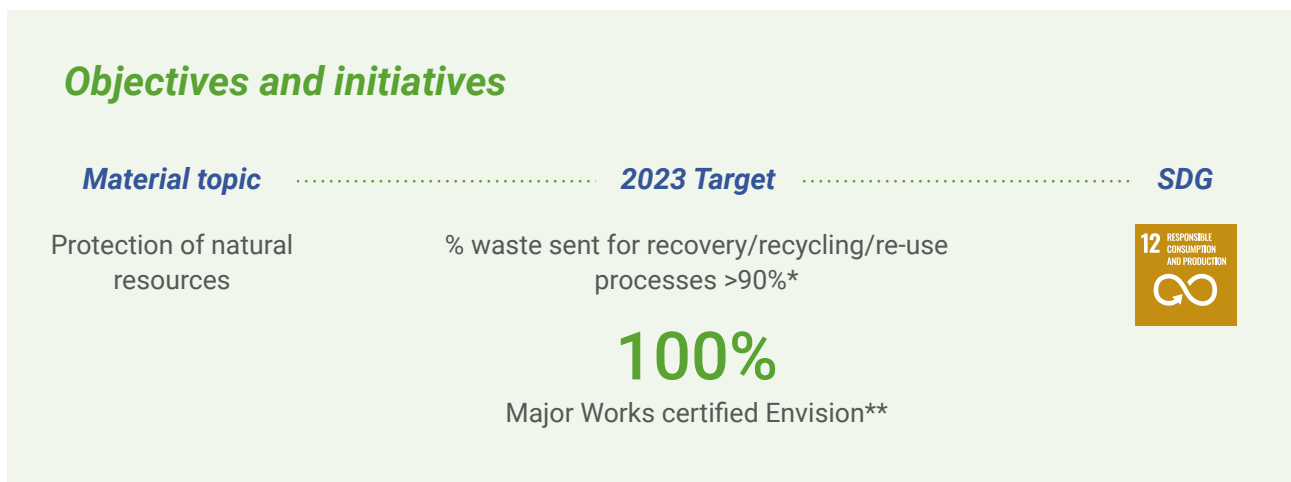 Objectives and initiatives
Material topic 2023 Target SDG
Protection of natural
resources
% waste sent for recovery/recycling/re-use
processes >90%*
100%
Major Works certified Envision**
12 RESPONSIBLE
CONSUMPTION
AND PRODUCTION